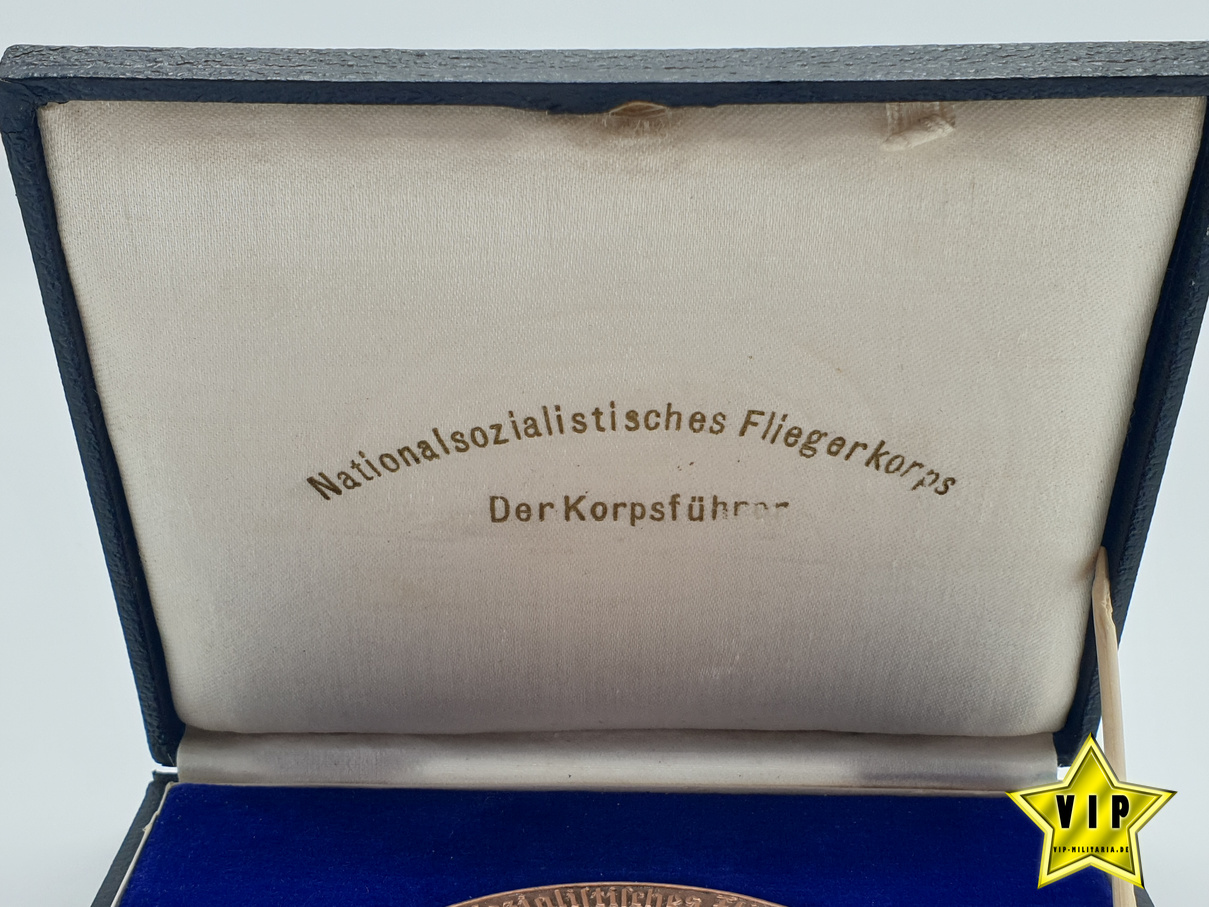 Nationalsozialistisches Fliegerkorps
Der Korpsführer
VIP
VIP-MILITARIA.DE